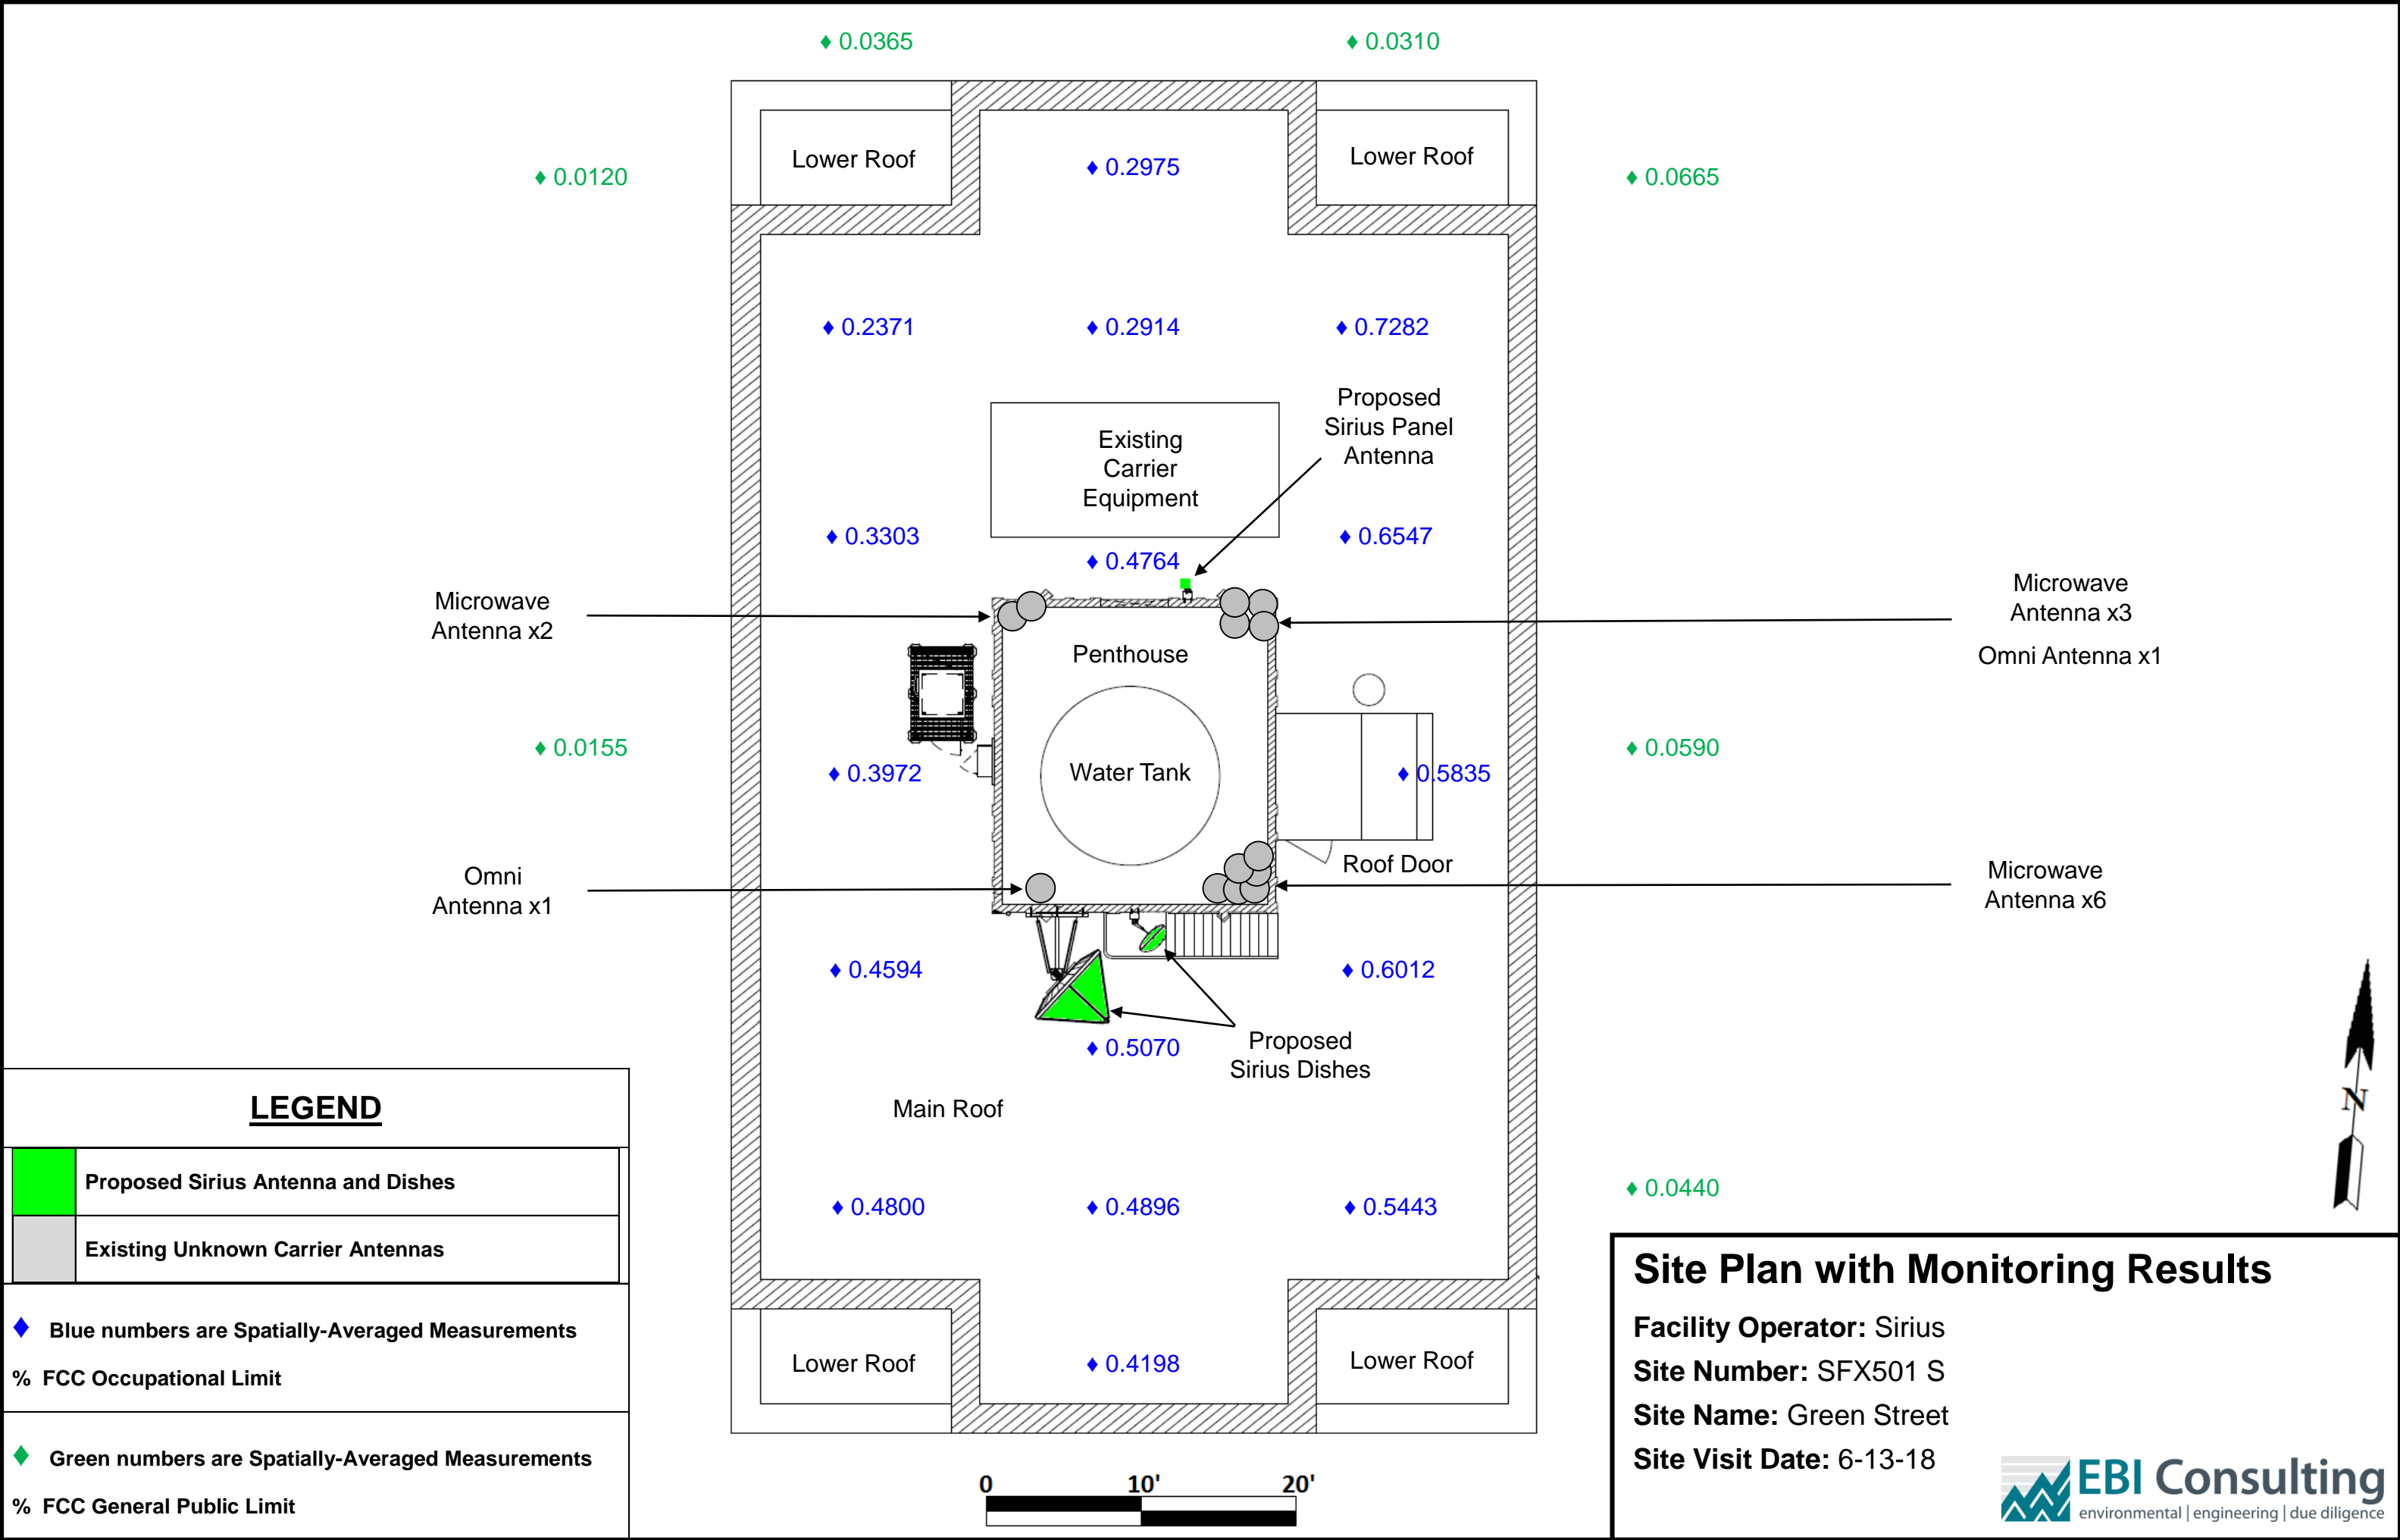 ♦ 0.0365
♦ 0.0310
Lower Roof
♦ 0.2975
Lower Roof
♦ 0.0120
♦ 0.0665
♦ 0.2371
♦ 0.2914
♦ 0.7282
Existing
Carrier
Equipment
Proposed
Sirius Panel
Antenna
♦ 0.3303
♦ 0.4764
♦ 0.6547
Microwave
Antenna x2
Microwave
Antenna x3
Omni Antenna x1
Penthouse
Water Tank
♦ 0.0155
♦ 0.3972
♦ 0.5835
♦ 0.0590
Roof Door
Omni
Antenna x1
Microwave
Antenna x6
♦ 0.4594
♦ 0.6012
♦ 0.5070
Proposed
Sirius Dishes
Main Roof
♦ 0.4800
♦ 0.4896
♦ 0.5443
♦ 0.0440
N
Lower Roof
♦ 0.4198
Lower Roof
0 10' 20'
LEGEND
Proposed Sirius Antenna and Dishes
Existing Unknown Carrier Antennas
♦ Blue numbers are Spatially-Averaged Measurements
% FCC Occupational Limit
♦ Green numbers are Spatially-Averaged Measurements
% FCC General Public Limit
Site Plan with Monitoring Results
Facility Operator: Sirius
Site Number: SFX501 S
Site Name: Green Street
Site Visit Date: 6-13-18
EBI Consulting
environmental | engineering | due diligence